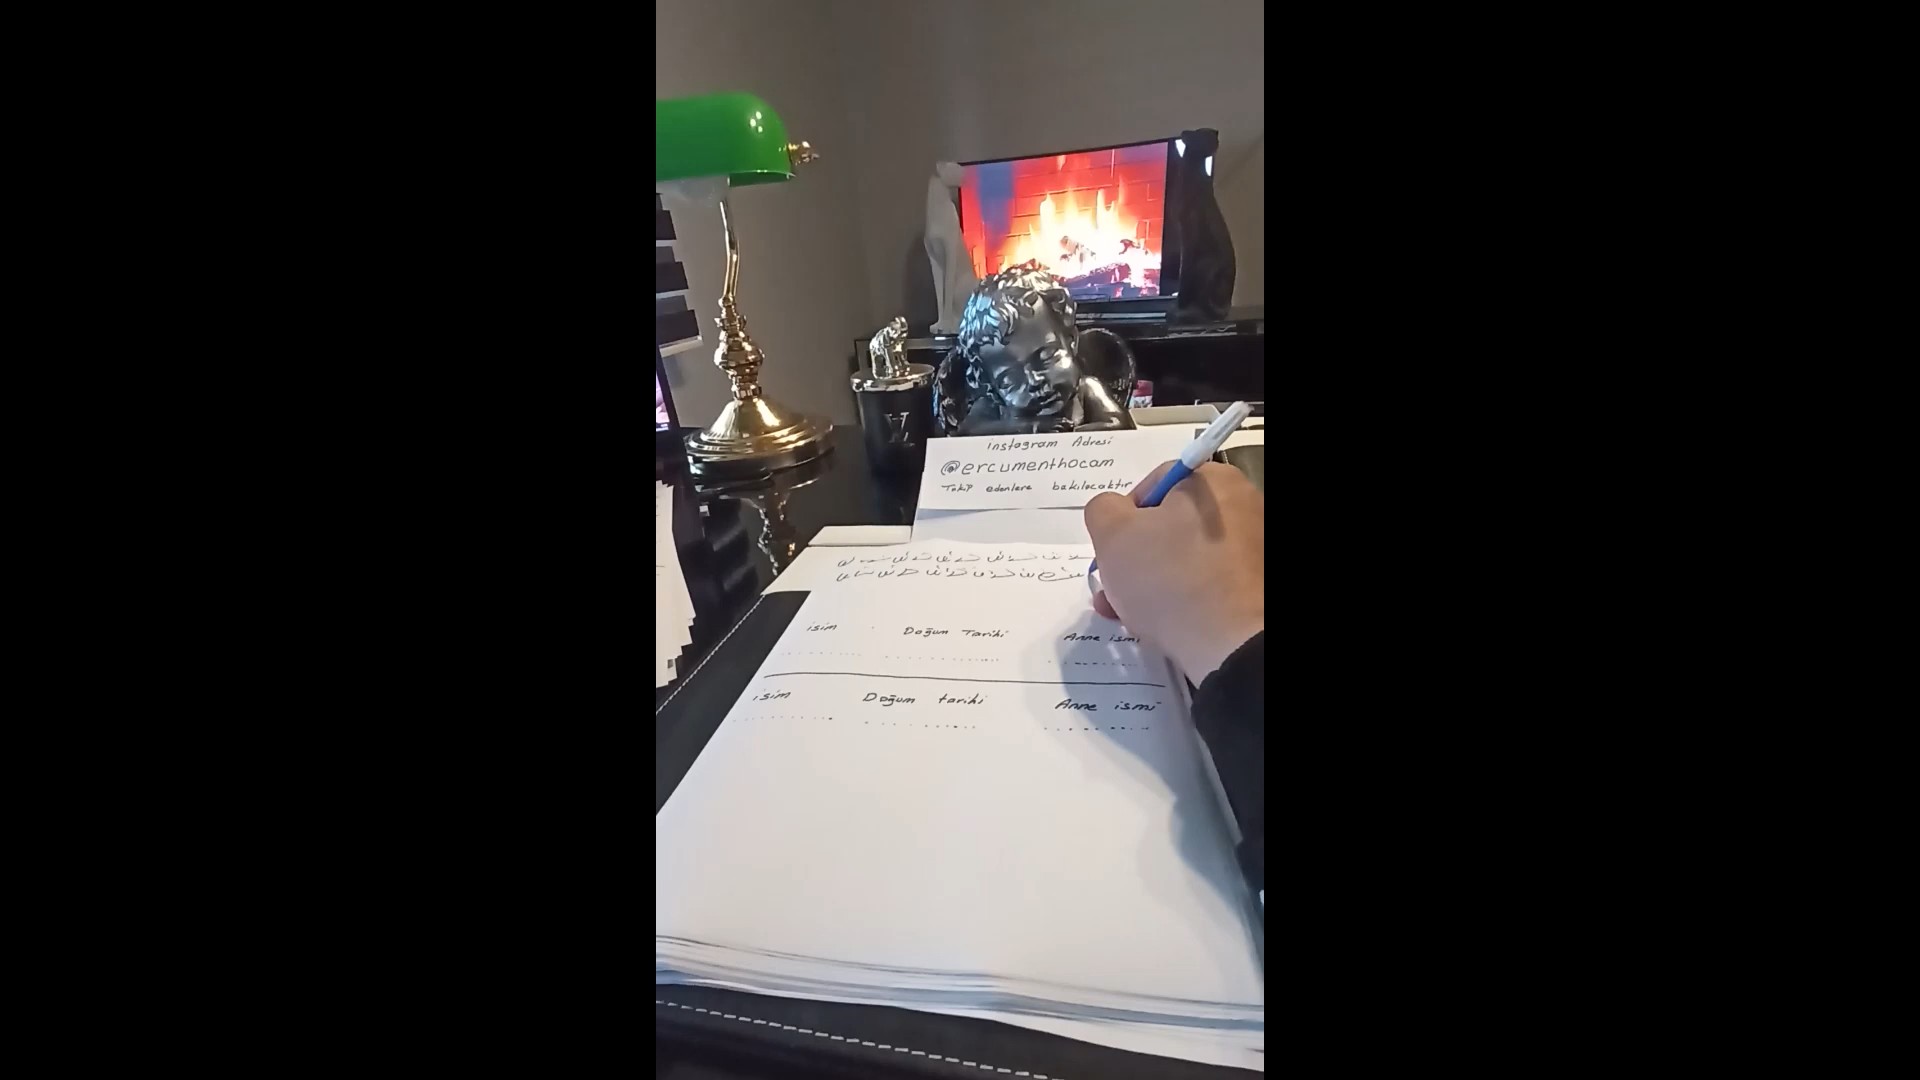 instagram Adresi
@ercumenthocam
Takip edenlere bakılacaktır
isim Doğum Tarihi Anne ismi
isim Doğum tarihi Anne ismi